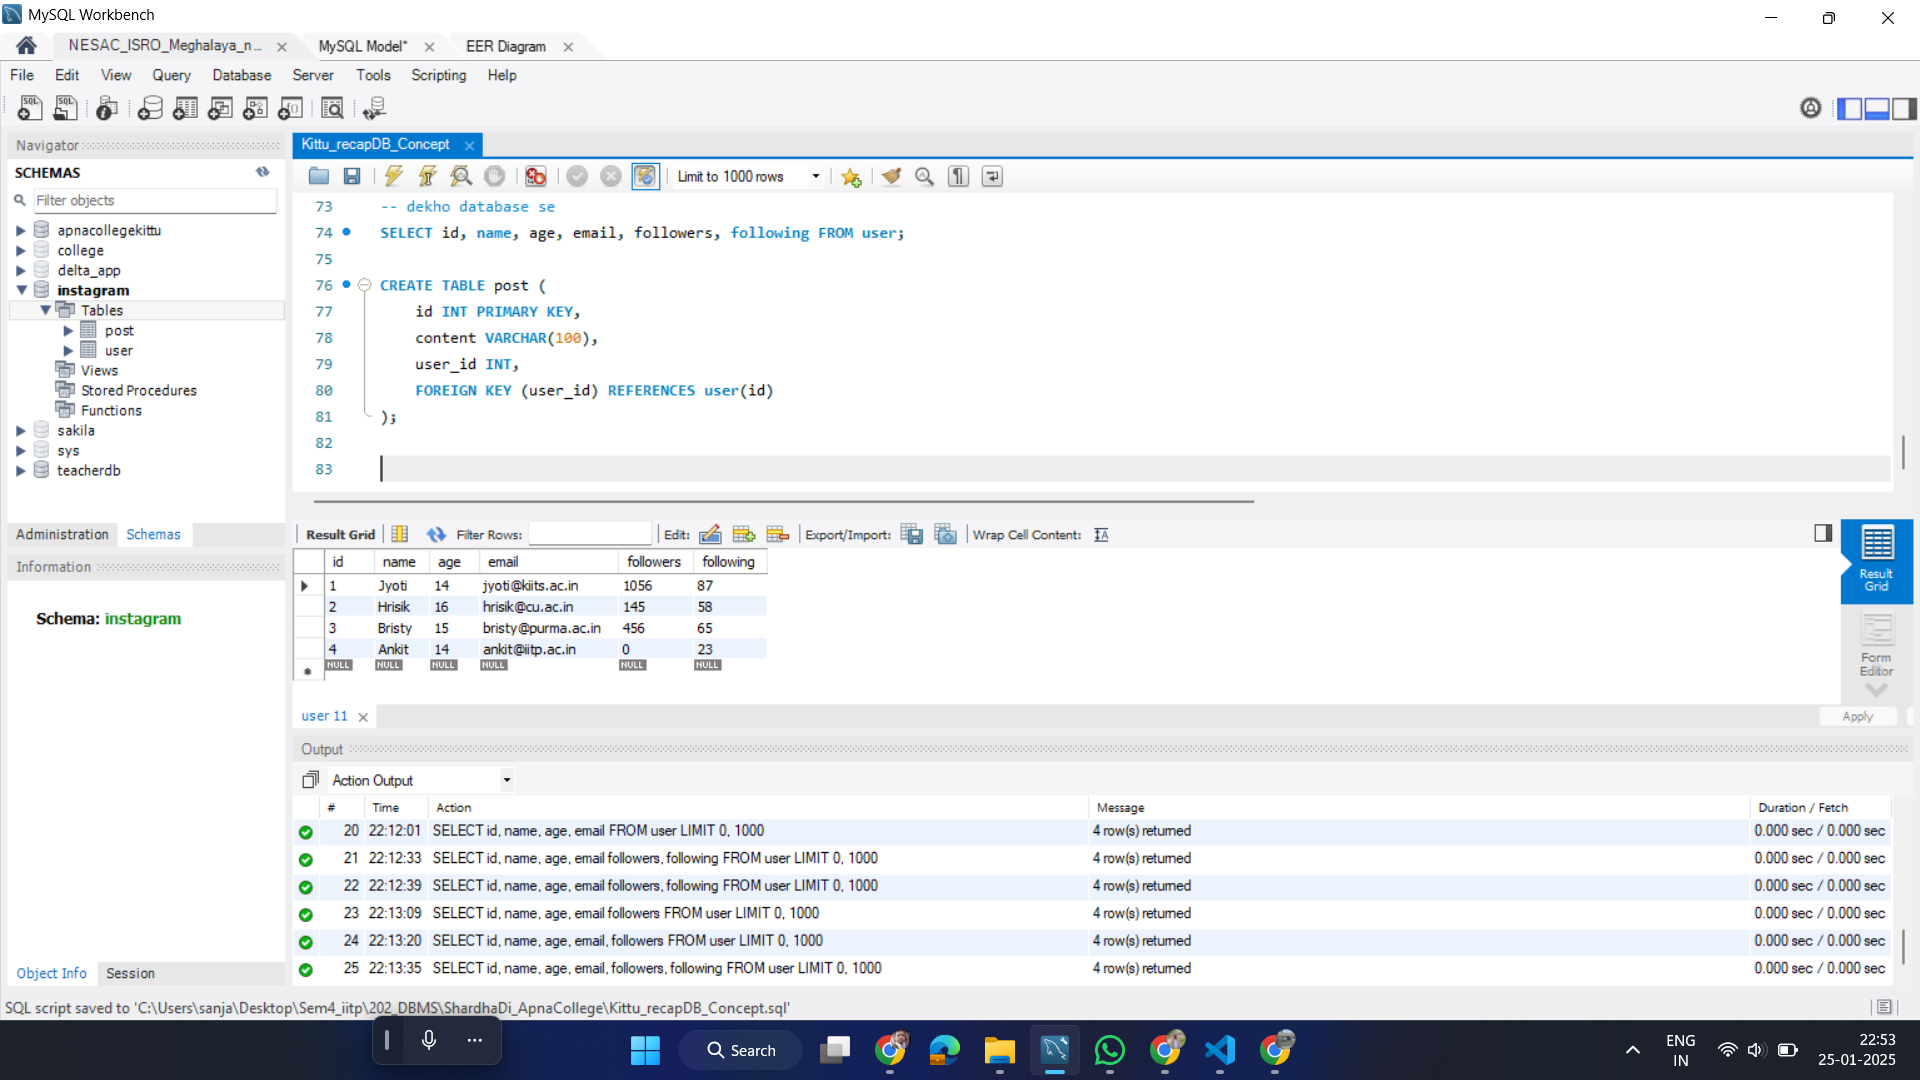 MySQL Workbench
NESAC_ISRO_Meghalaya_n...
MySQL Model*
EER Diagram
File Edit View Query Database Server Tools Scripting Help
Navigator
SCHEMAS
Filter objects
apnacollegekittu
college
delta_app
instagram
Tables
post
user
Views
Stored Procedures
Functions
sakila
sys
teacherdb
Administration Schemas
Information
Schema: instagram
Object Info Session
Kittu_recapDB_Concept
Limit to 1000 rows
73 -- dekho database se
74 SELECT id, name, age, email, followers, following FROM user;
75
76 CREATE TABLE post (
77 id INT PRIMARY KEY,
78 content VARCHAR(100),
79 user_id INT,
80 FOREIGN KEY (user_id) REFERENCES user(id)
81 );
82
83
Result Grid Filter Rows: Edit: Export/Import: Wrap Cell Content:
id name age email followers following
1 Jyoti 14 jyoti@kiits.ac.in 1056 87
2 Hrisik 16 hrisik@cu.ac.in 145 58
3 Bristy 15 bristy@purma.ac.in 456 65
4 Ankit 14 ankit@iitp.ac.in 0 23
NULL NULL NULL NULL NULL NULL
Result
Grid
Form
Editor
user 11
Apply
Output
Action Output
# Time Action Message Duration / Fetch
20 22:12:01 SELECT id, name, age, email FROM user LIMIT 0, 1000 4 row(s) returned 0.000 sec / 0.000 sec
21 22:12:33 SELECT id, name, age, email followers, following FROM user LIMIT 0, 1000 4 row(s) returned 0.000 sec / 0.000 sec
22 22:12:39 SELECT id, name, age, email followers, following FROM user LIMIT 0, 1000 4 row(s) returned 0.000 sec / 0.000 sec
23 22:13:09 SELECT id, name, age, email followers FROM user LIMIT 0, 1000 4 row(s) returned 0.000 sec / 0.000 sec
24 22:13:20 SELECT id, name, age, email, followers FROM user LIMIT 0, 1000 4 row(s) returned 0.000 sec / 0.000 sec
25 22:13:35 SELECT id, name, age, email, followers, following FROM user LIMIT 0, 1000 4 row(s) returned 0.000 sec / 0.000 sec
SQL script saved to 'C:\Users\sanja\Desktop\Sem4_iitp\202_DBMS\ShardhaDi_ApnaCollege\Kittu_recapDB_Concept.sql'
Search
ENG
IN
22:53
25-01-2025